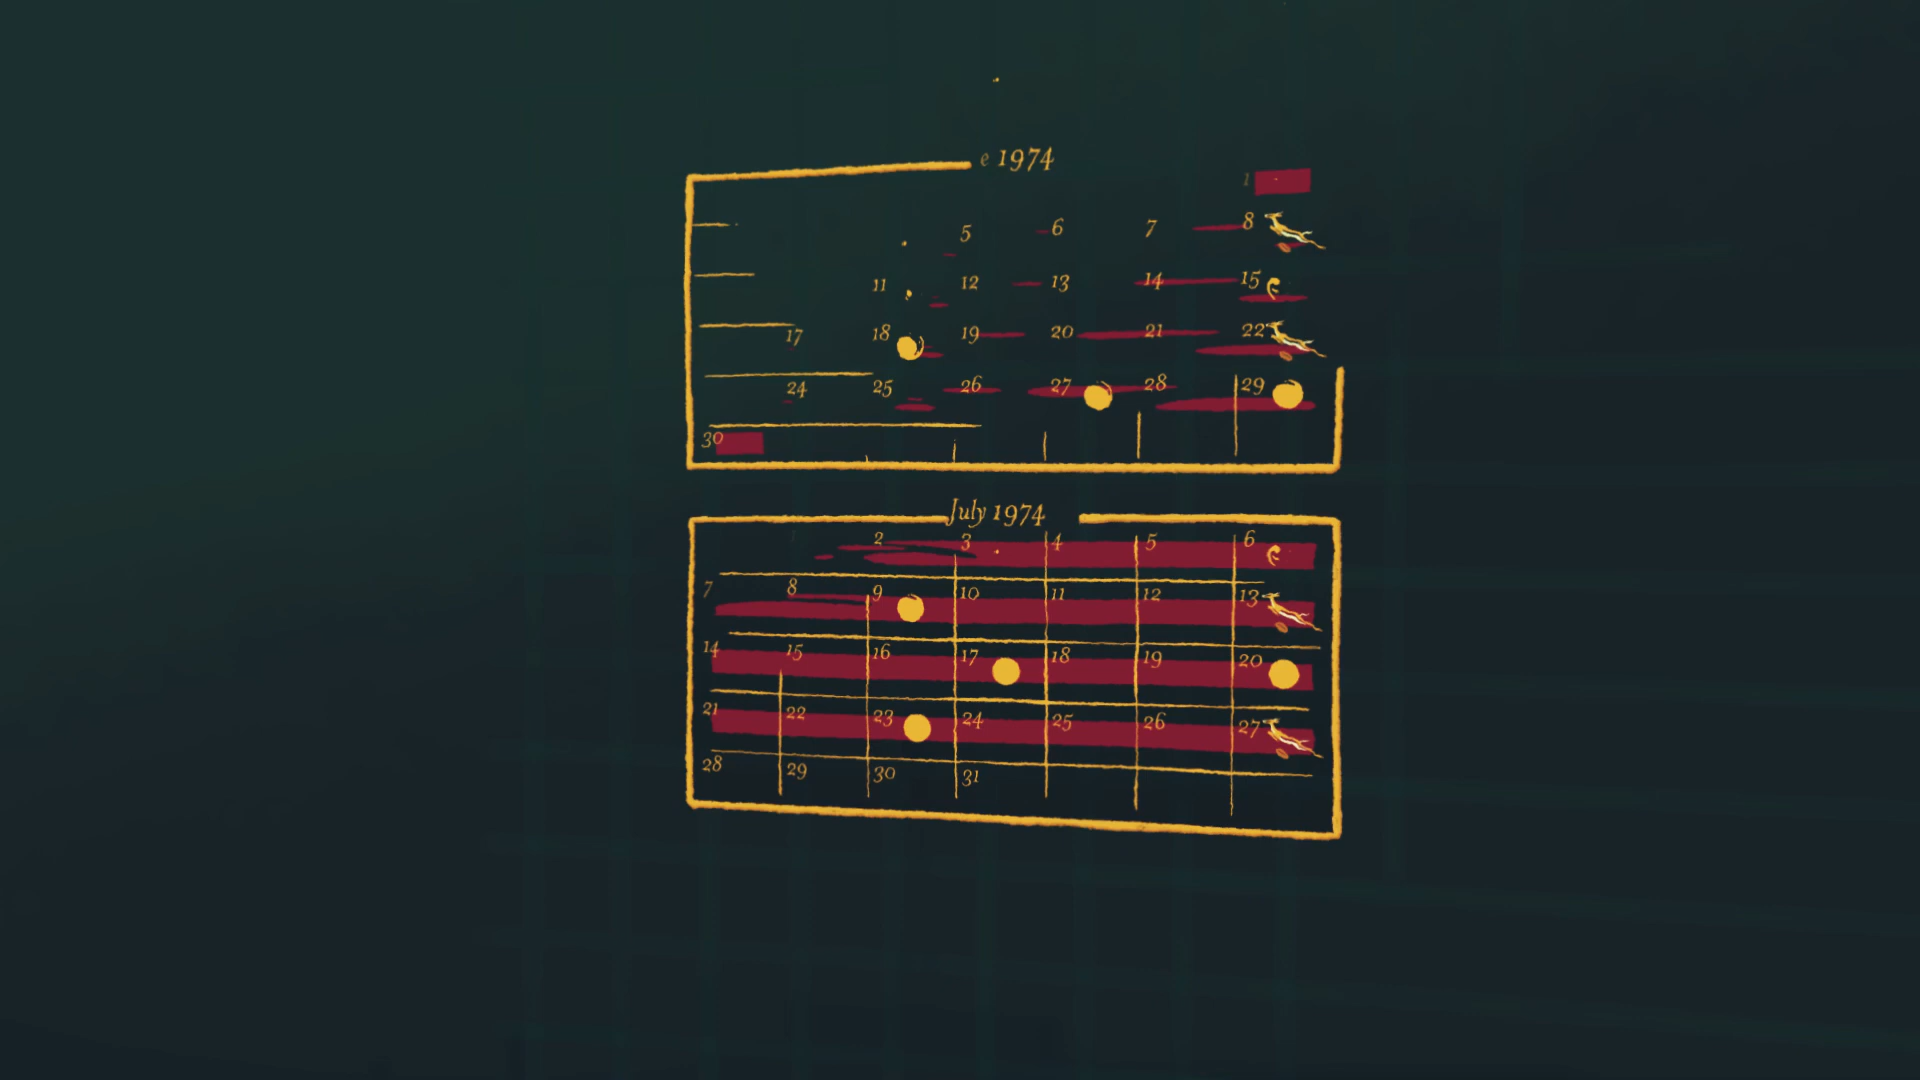 e 1974
1
5 6 7 8
11 12 13 14 15
17 18 19 20 21 22
24 25 26 27 28 29
30
July 1974
2 3 4 5 6
7 8 9 10 11 12 13
14 15 16 17 18 19 20
21 22 23 24 25 26 27
28 29 30 31